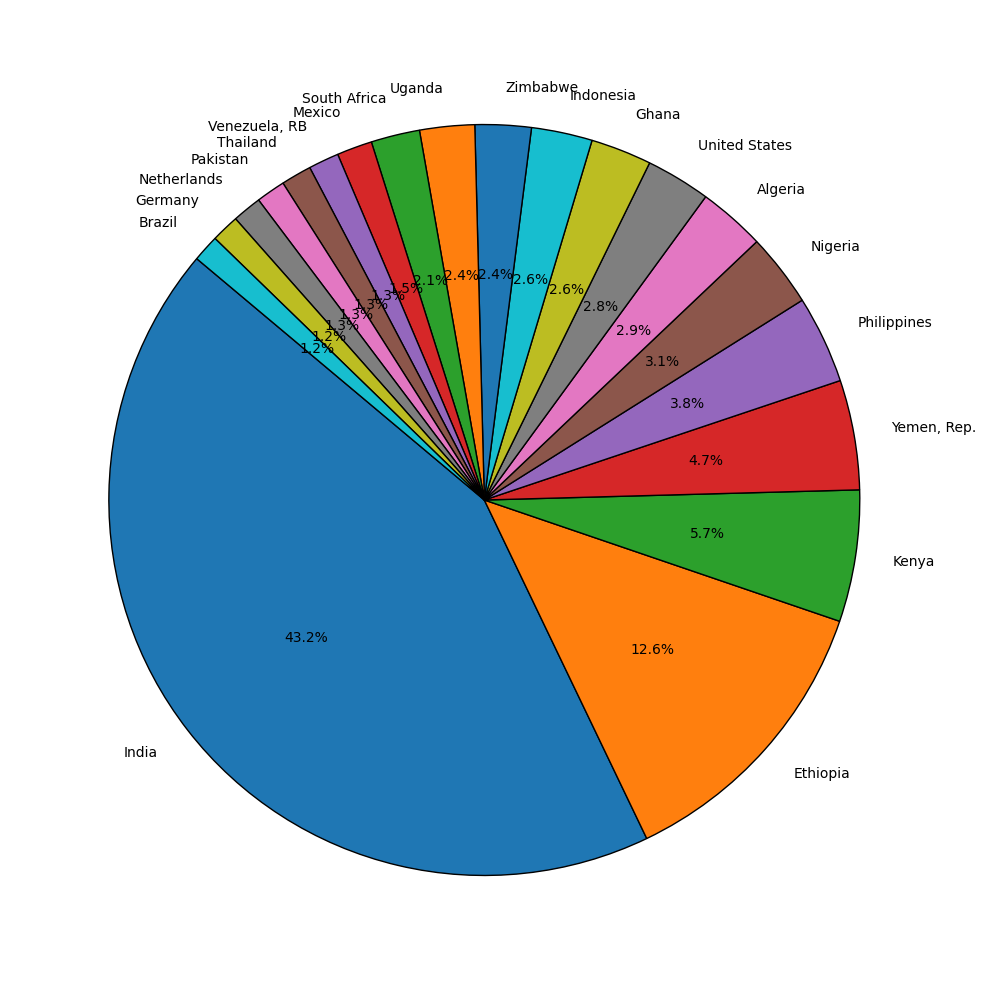 Uganda
Zimbabwe
Indonesia
South Africa
Mexico
Ghana
Venezuela, RB
Thailand
United States
Pakistan
Netherlands
Algeria
Germany
Brazil
Nigeria
2.4%
2.4%
2.6%
2.1%
1.5%
2.6%
1.3%
1.3%
2.8%
1.3%
1.3%
Philippines
2.9%
1.2%
1.2%
3.1%
3.8%
Yemen, Rep.
4.7%
5.7%
Kenya
43.2%
12.6%
India
Ethiopia